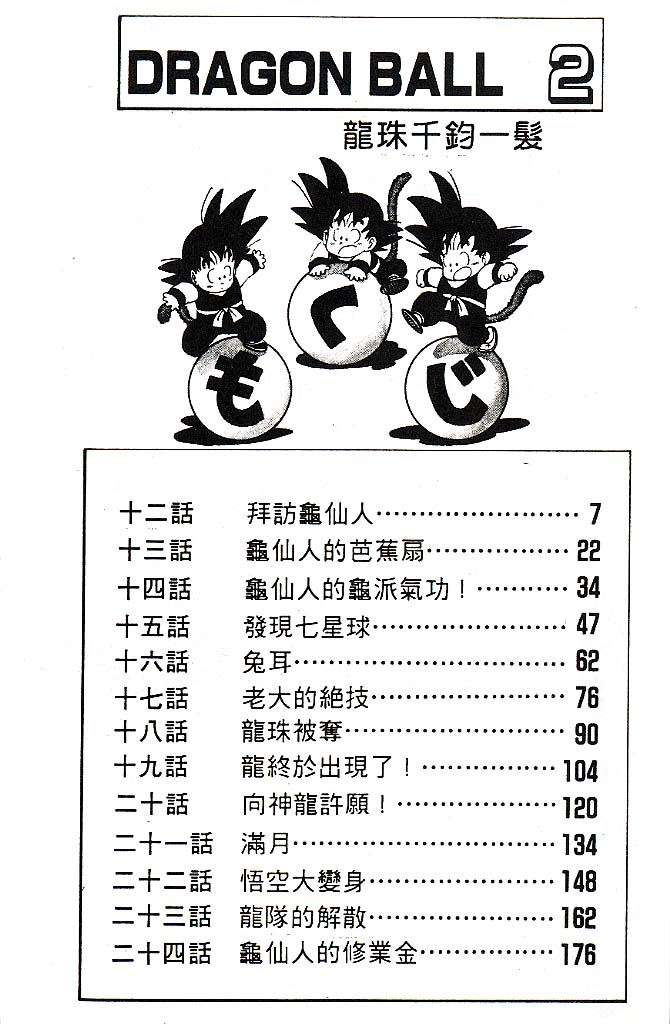 DRAGON BALL 2
龍珠千鈞一髮
もくじ
十二話 拜訪龜仙人…………………… 7
十三話 龜仙人的芭蕉扇……………… 22
十四話 龜仙人的龜派氣功！………… 34
十五話 發現七星球…………………… 47
十六話 兔耳…………………………… 62
十七話 老大的絕技…………………… 76
十八話 龍珠被奪……………………… 90
十九話 龍終於出現了！……………… 104
二十話 向神龍許願！………………… 120
二十一話 滿月…………………………… 134
二十二話 悟空大變身…………………… 148
二十三話 龍隊的解散…………………… 162
二十四話 龜仙人的修業金……………… 176